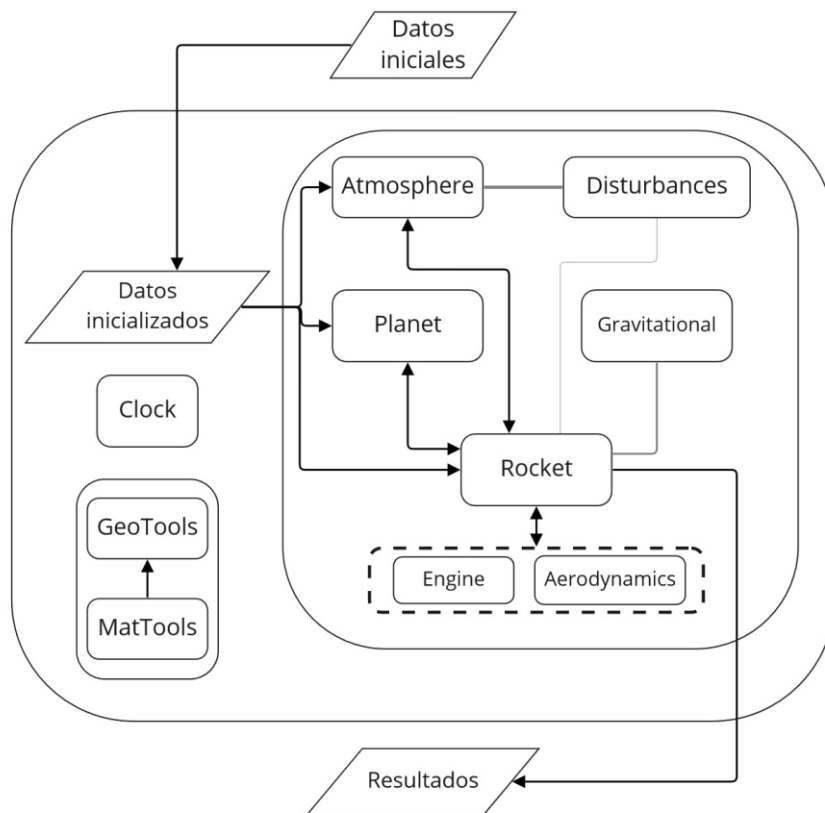 Datos
iniciales
Atmosphere
Disturbances
Datos
inicializados
Planet
Gravitational
Clock
Rocket
GeoTools
Engine
Aerodynamics
MatTools
Resultados